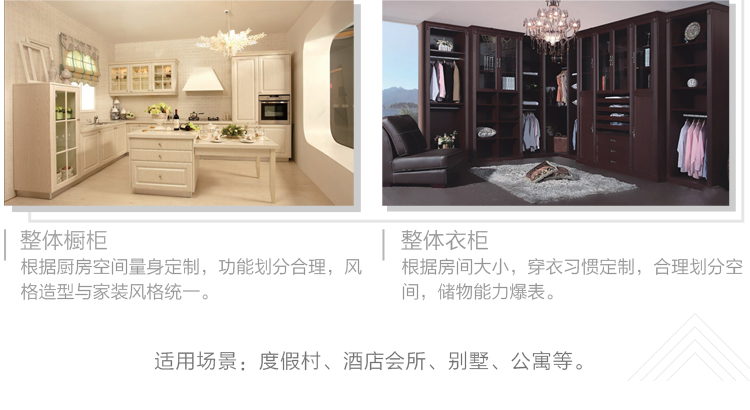 整体橱柜
根据厨房空间量身定制，功能划分合理，风
格造型与家装风格统一。
整体衣柜
根据房间大小，穿衣习惯定制，合理划分空
间，储物能力爆表。
适用场景：度假村、酒店会所、别墅、公寓等。